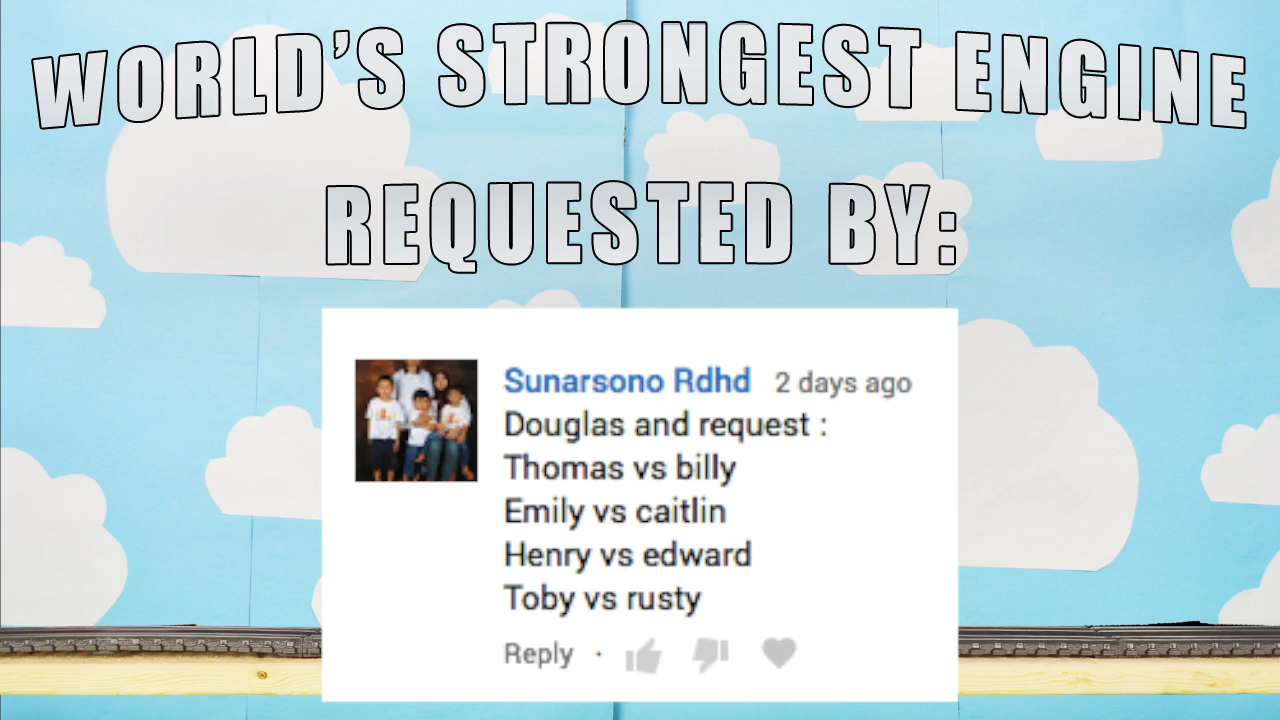 WORLD'S STRONGEST ENGINE
REQUESTED BY:
Sunarsono Rdhd 2 days ago
Douglas and request :
Thomas vs billy
Emily vs caitlin
Henry vs edward
Toby vs rusty
Reply ·